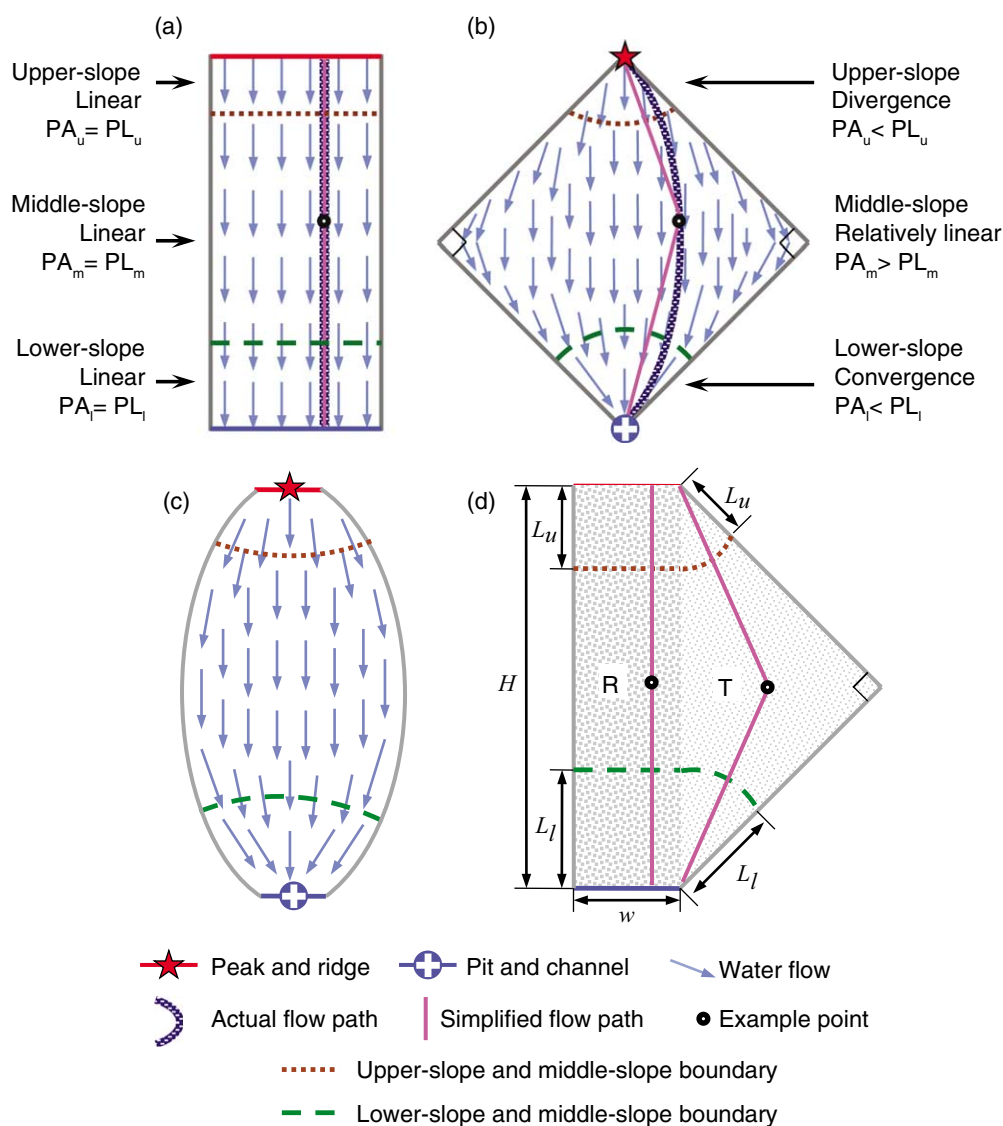 (a)
Upper-slope
Linear
PAu= PLu
Middle-slope
Linear
PAm= PLm
Lower-slope
Linear
PAl= PLl
(b)
Upper-slope
Divergence
PAu< PLu
Middle-slope
Relatively linear
PAm> PLm
Lower-slope
Convergence
PAl< PLl
(c)
(d)
Lu
Lu
H
R
T
Ll
Ll
w
Peak and ridge
Pit and channel
Water flow
Actual flow path
Simplified flow path
Example point
Upper-slope and middle-slope boundary
Lower-slope and middle-slope boundary